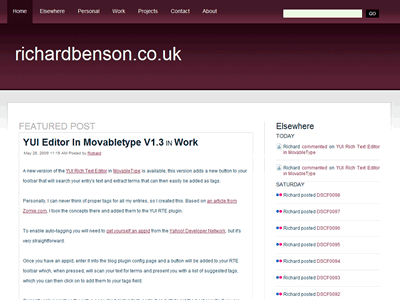 Home Elsewhere Personal Work Projects Contact About GO
richardbenson.co.uk
FEATURED POST
YUI Editor In Movabletype V1.3 IN Work
May 28, 2008 11:15 AM Posted by Richard
A new version of the YUI Rich Text Editor in MovableType is available, this version adds a new button to your
toolbar that will search your entry's text and extract terms that can then easily be added as tags.
Personally, I can never think of proper tags for all my entries, so I created this. Based on an article from
Zomse.com, I took the concepts there and added them to the YUI RTE plugin.
To enable auto-tagging you will need to get yourself an appid from the Yahoo! Developer Network, but it's
very straightforward.
Once you have an appid, enter it into the blog plugin config page and a button will be added to your RTE
toolbar which, when pressed, will scan your text for terms and present you with a list of suggested tags,
which you can then click on to add them to your tags field.
Elsewhere
TODAY
Richard commented on YUI Rich Text Editor
in MovableType
Richard commented on YUI Rich Text Editor
in MovableType
SATURDAY
Richard posted DSCF0098
Richard posted DSCF0097
Richard posted DSCF0096
Richard posted DSCF0095
Richard posted DSCF0094
Richard posted DSCF0093
Richard posted DSCF0092